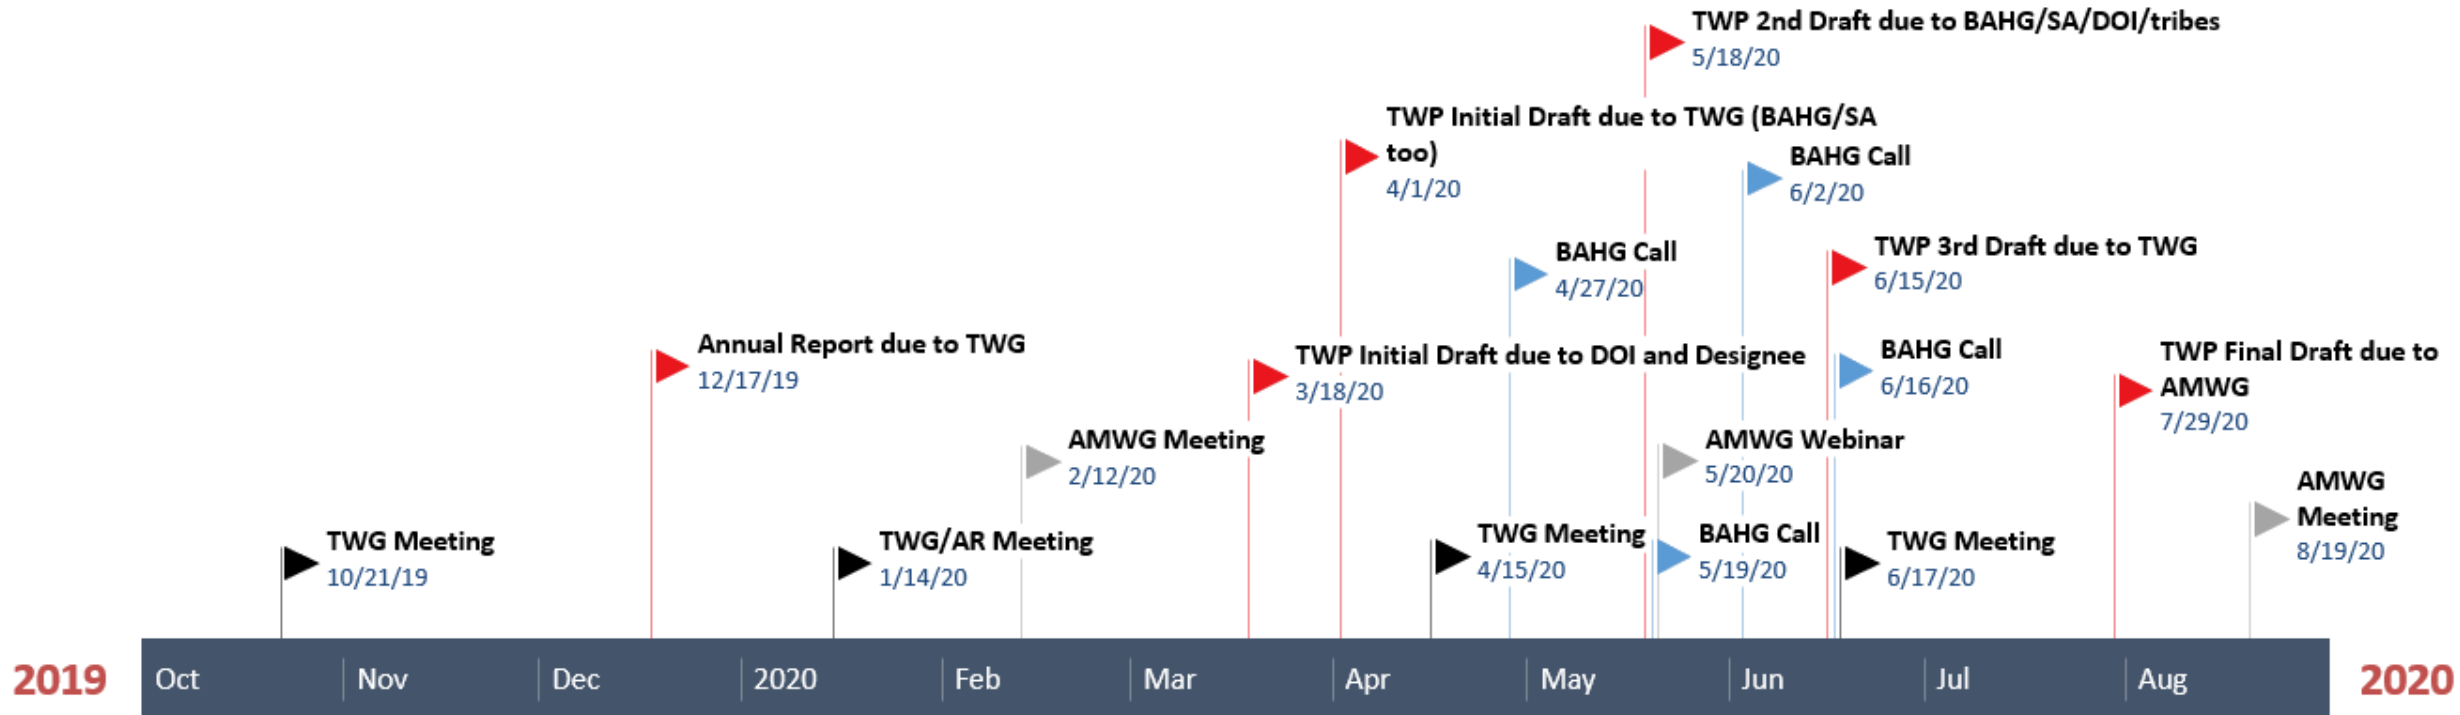 TWP 2nd Draft due to BAHG/SA/DOI/tribes
5/18/20
TWP Initial Draft due to TWG (BAHG/SA
too)
4/1/20
BAHG Call
6/2/20
BAHG Call
4/27/20
TWP 3rd Draft due to TWG
6/15/20
Annual Report due to TWG
12/17/19
TWP Initial Draft due to DOI and Designee
3/18/20
BAHG Call
6/16/20
TWP Final Draft due to
AMWG
7/29/20
AMWG Meeting
2/12/20
AMWG Webinar
5/20/20
AMWG
Meeting
8/19/20
TWG Meeting
10/21/19
TWG/AR Meeting
1/14/20
TWG Meeting
4/15/20
BAHG Call
5/19/20
TWG Meeting
6/17/20
2019 Oct Nov Dec 2020 Feb Mar Apr May Jun Jul Aug 2020